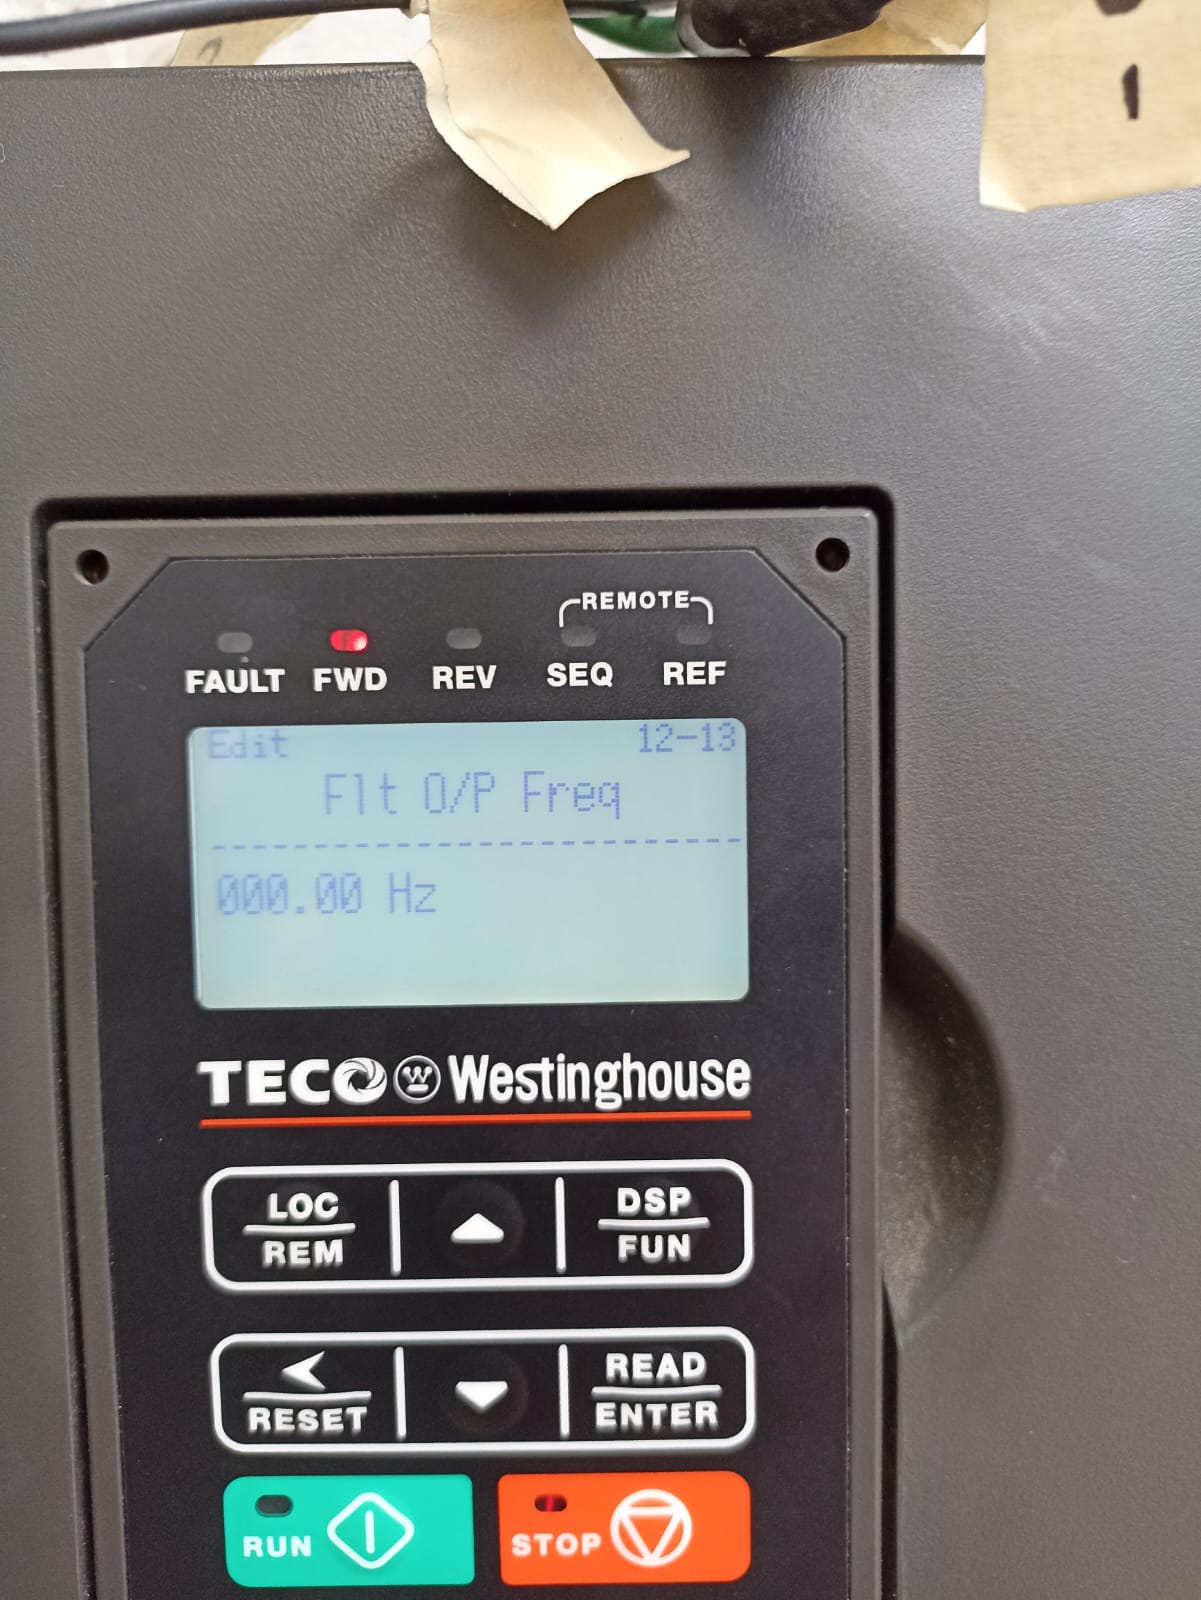 1
REMOTE
FAULT FWD REV SEQ REF
Edit 12-13
Flt O/P Freq
000.00 Hz
TECO Westinghouse
LOC
REM
DSP
FUN
RESET
READ
ENTER
RUN
STOP